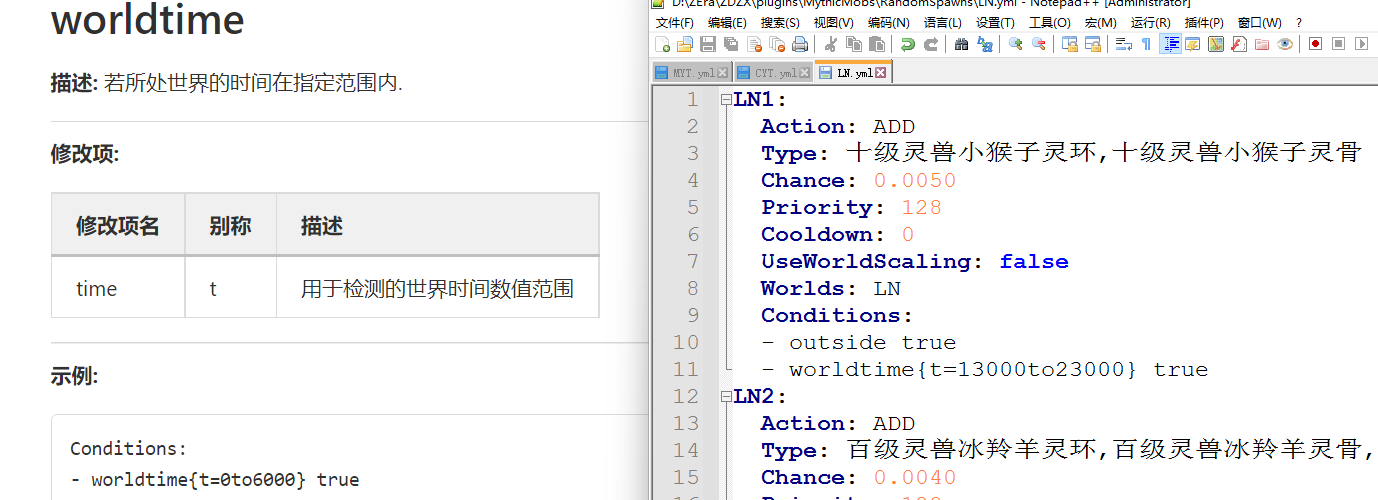 worldtime
描述: 若所处世界的时间在指定范围内.
修改项:
修改项名 别称 描述
time t 用于检测的世界时间数值范围
示例:
Conditions:
- worldtime{t=0to6000} true
D:\ZEra\ZDZX\plugins\MythicMobs\RandomSpawns\LN.yml - Notepad++ [Administrator]
文件(F) 编辑(E) 搜索(S) 视图(V) 编码(N) 语言(L) 设置(T) 工具(O) 宏(M) 运行(R) 插件(P) 窗口(W) ?
MYT.yml CYT.yml LN.yml
1 LN1:
2 Action: ADD
3 Type: 十级灵兽小猴子灵环,十级灵兽小猴子灵骨
4 Chance: 0.0050
5 Priority: 128
6 Cooldown: 0
7 UseWorldScaling: false
8 Worlds: LN
9 Conditions:
10 - outside true
11 - worldtime{t=13000to23000} true
12 LN2:
13 Action: ADD
14 Type: 百级灵兽冰羚羊灵环,百级灵兽冰羚羊灵骨,
15 Chance: 0.0040